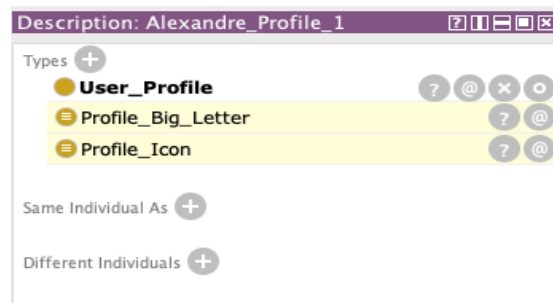 Description: Alexandre_Profile_1
Types
User_Profile
Profile_Big_Letter
Profile_Icon
Same Individual As
Different Individuals